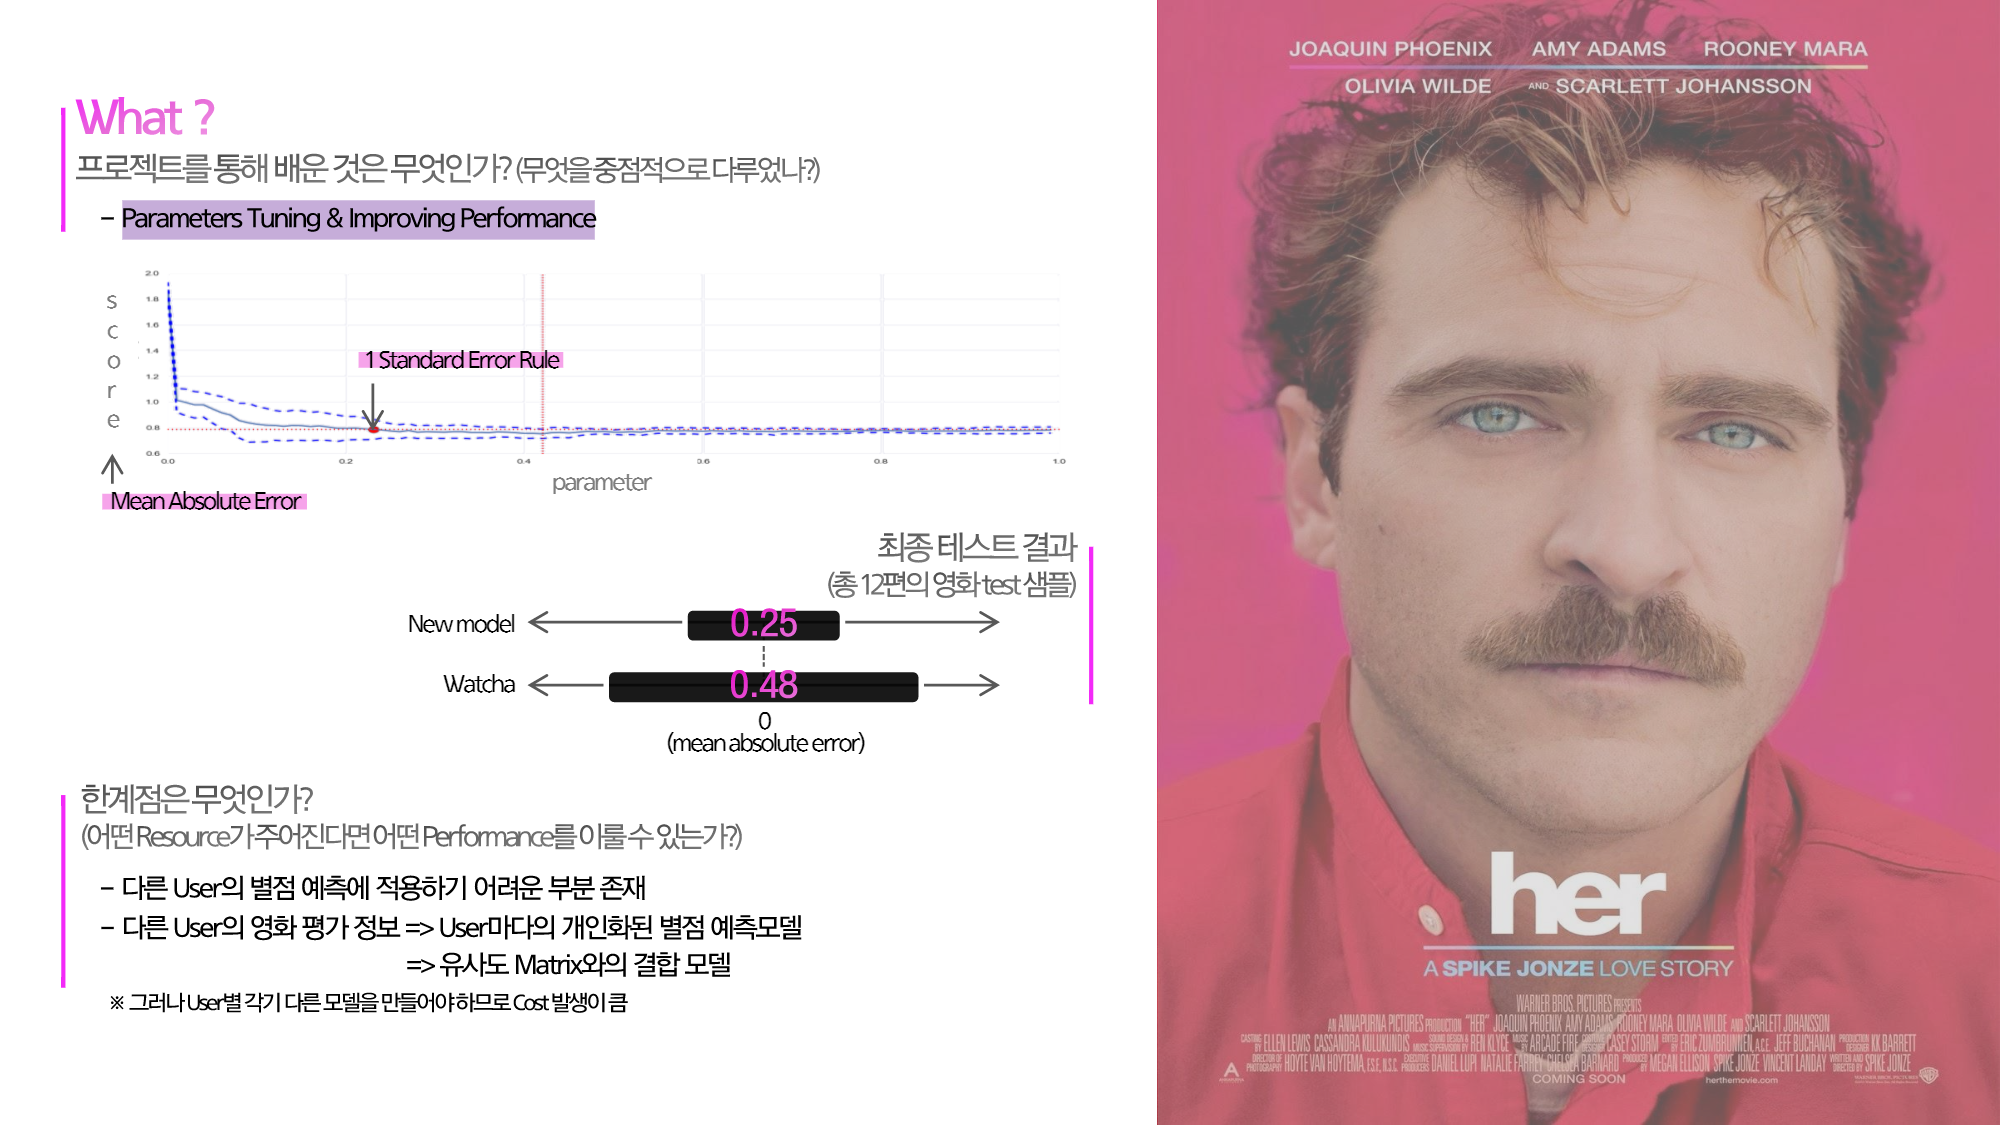 What ?
프로젝트를 통해 배운 것은 무엇인가? (무엇을 중점적으로 다루었나?)
– Parameters Tuning & Improving Performance
score
2.0
1.8
1.6
1.4
1.2
1.0
0.8
0.6
0.0 0.2 0.4 0.8 1.0
1 Standard Error Rule
parameter
Mean Absolute Error
최종 테스트 결과
(총 12편의 영화 test 샘플)
New model 0.25
Watcha 0.48
0
(mean absolute error)
한계점은 무엇인가?
(어떤 Resource가 주어진다면 어떤 Performance를 이룰 수 있는가?)
– 다른 User의 별점 예측에 적용하기 어려운 부분 존재
– 다른 User의 영화 평가 정보 => User마다의 개인화된 별점 예측모델
=> 유사도 Matrix와의 결합 모델
※ 그러나 User별 각기 다른 모델을 만들어야 하므로 Cost 발생이 큼
JOAQUIN PHOENIX AMY ADAMS ROONEY MARA
OLIVIA WILDE AND SCARLETT JOHANSSON
her
A SPIKE JONZE LOVE STORY
WARNER BROS. PICTURES PRESENTS
AN ANNAPURNA PICTURES PRODUCTION "HER" JOAQUIN PHOENIX AMY ADAMS ROONEY MARA OLIVIA WILDE AND SCARLETT JOHANSSON
CASTING BY ELLEN LEWIS CASSANDRA KULUKUNDIS MUSIC SUPERVISION BY REN KLYCE MUSIC BY ARCADE FIRE CASEY STORM EDITED BY ERIC ZUMBRUNNEN, A.C.E. JEFF BUCHANAN PRODUCTION DESIGNER KK BARRETT
DIRECTOR OF PHOTOGRAPHY HOYTE VAN HOYTEMA, F.S.F., N.S.C. EXECUTIVE PRODUCERS DANIEL LUPI NATALIE FARREY CHELSEA BARNARD PRODUCED BY MEGAN ELLISON SPIKE JONZE VINCENT LANDAY WRITTEN AND DIRECTED BY SPIKE JONZE
COMING SOON herthemovie.com